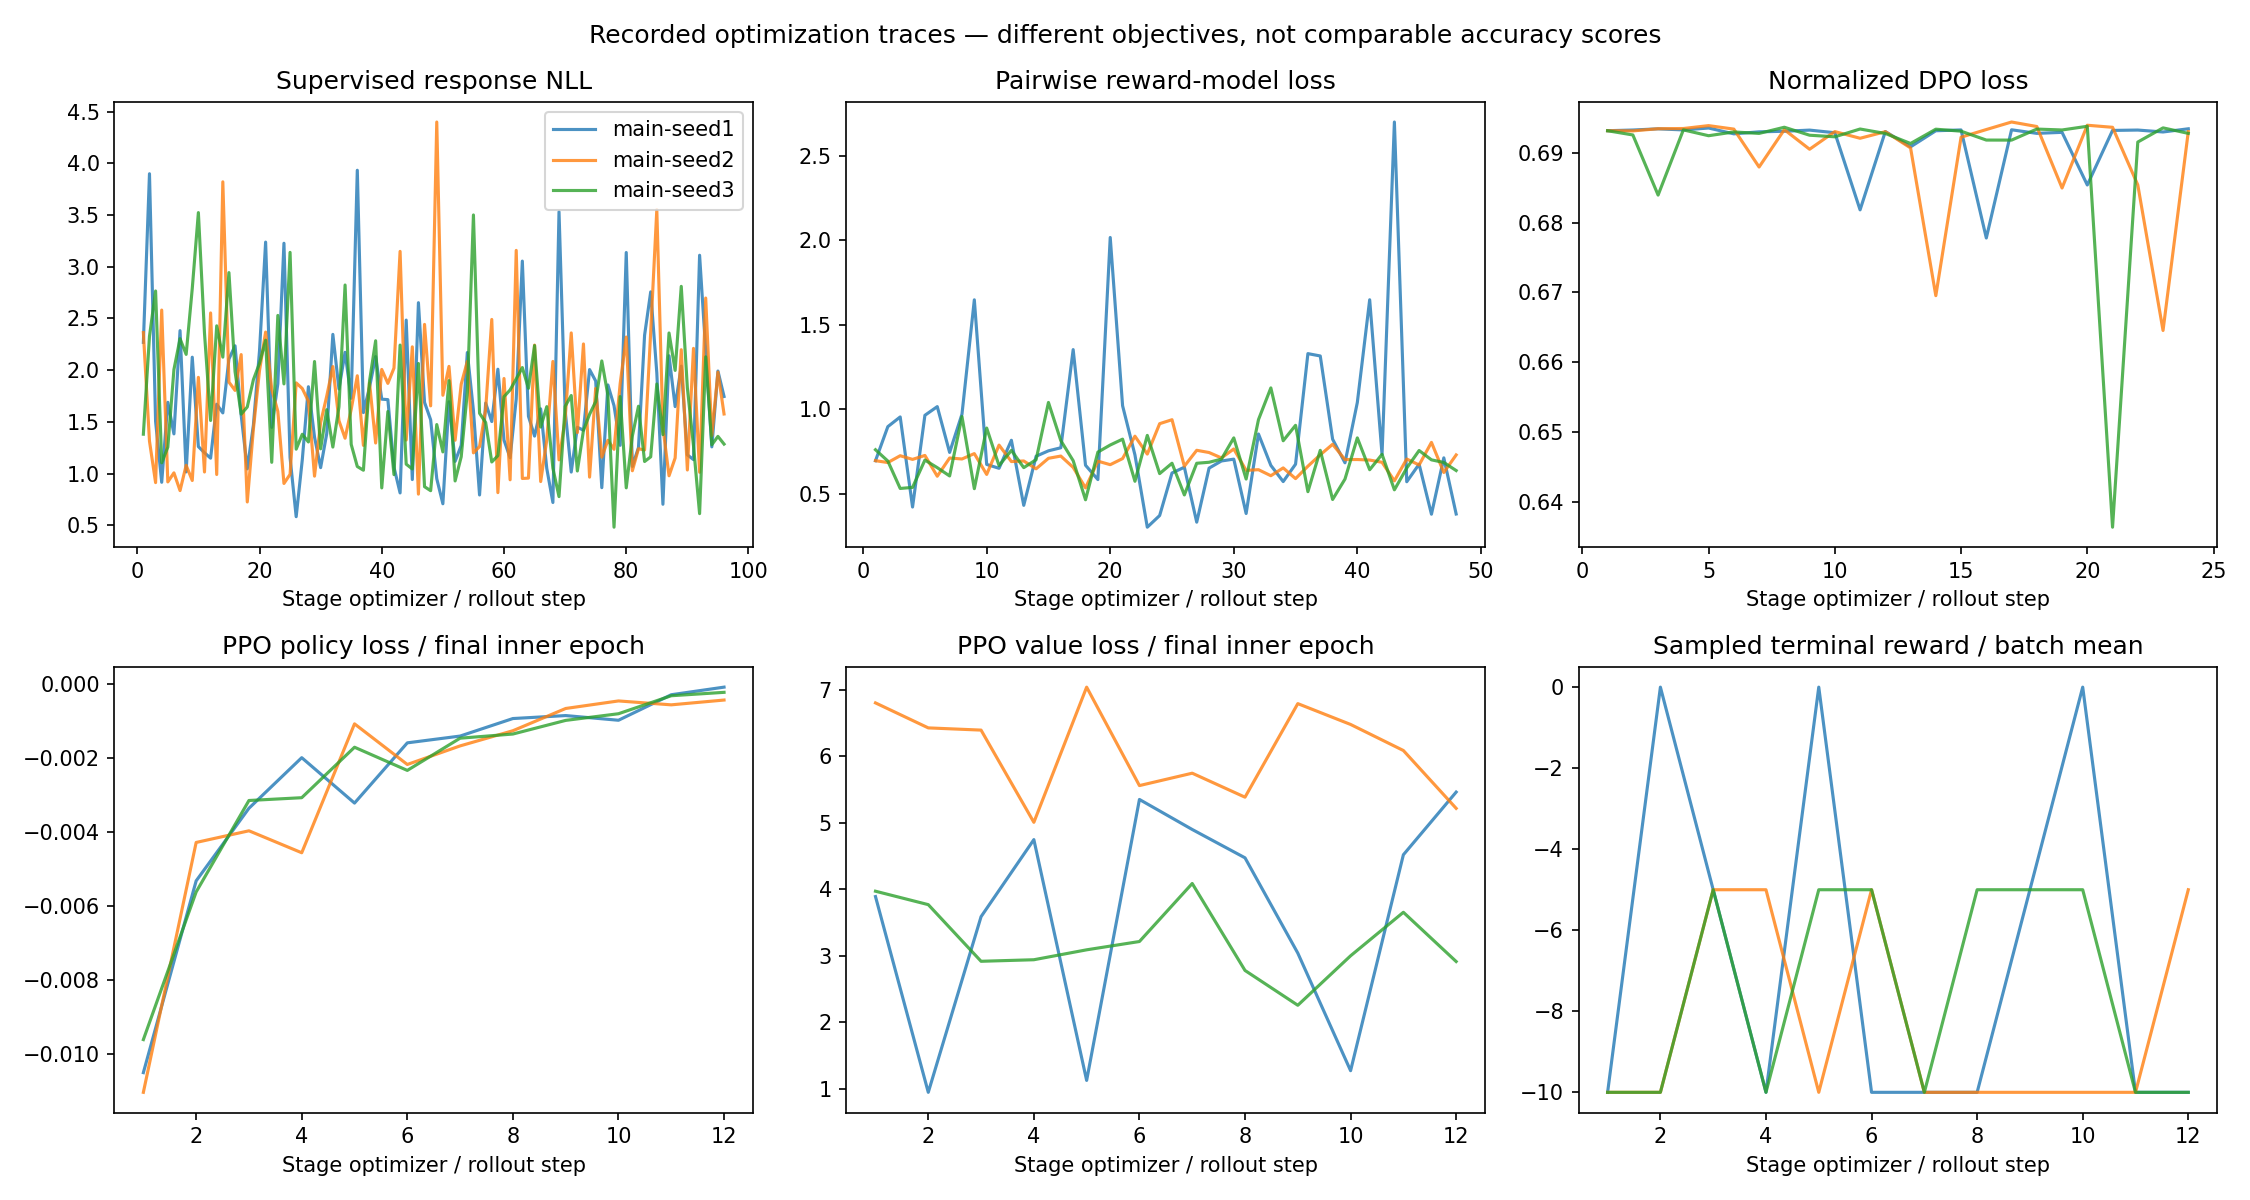 Recorded optimization traces — different objectives, not comparable accuracy scores
Supervised response NLL
4.5
4.0
3.5
3.0
2.5
2.0
1.5
1.0
0.5
main-seed1
main-seed2
main-seed3
0 20 40 60 80 100
Stage optimizer / rollout step
Pairwise reward-model loss
2.5
2.0
1.5
1.0
0.5
0 10 20 30 40 50
Stage optimizer / rollout step
Normalized DPO loss
0.69
0.68
0.67
0.66
0.65
0.64
0 5 10 15 20 25
Stage optimizer / rollout step
PPO policy loss / final inner epoch
0.000
−0.002
−0.004
−0.006
−0.008
−0.010
2 4 6 8 10 12
Stage optimizer / rollout step
PPO value loss / final inner epoch
7
6
5
4
3
2
1
2 4 6 8 10 12
Stage optimizer / rollout step
Sampled terminal reward / batch mean
0
−2
−4
−6
−8
−10
2 4 6 8 10 12
Stage optimizer / rollout step